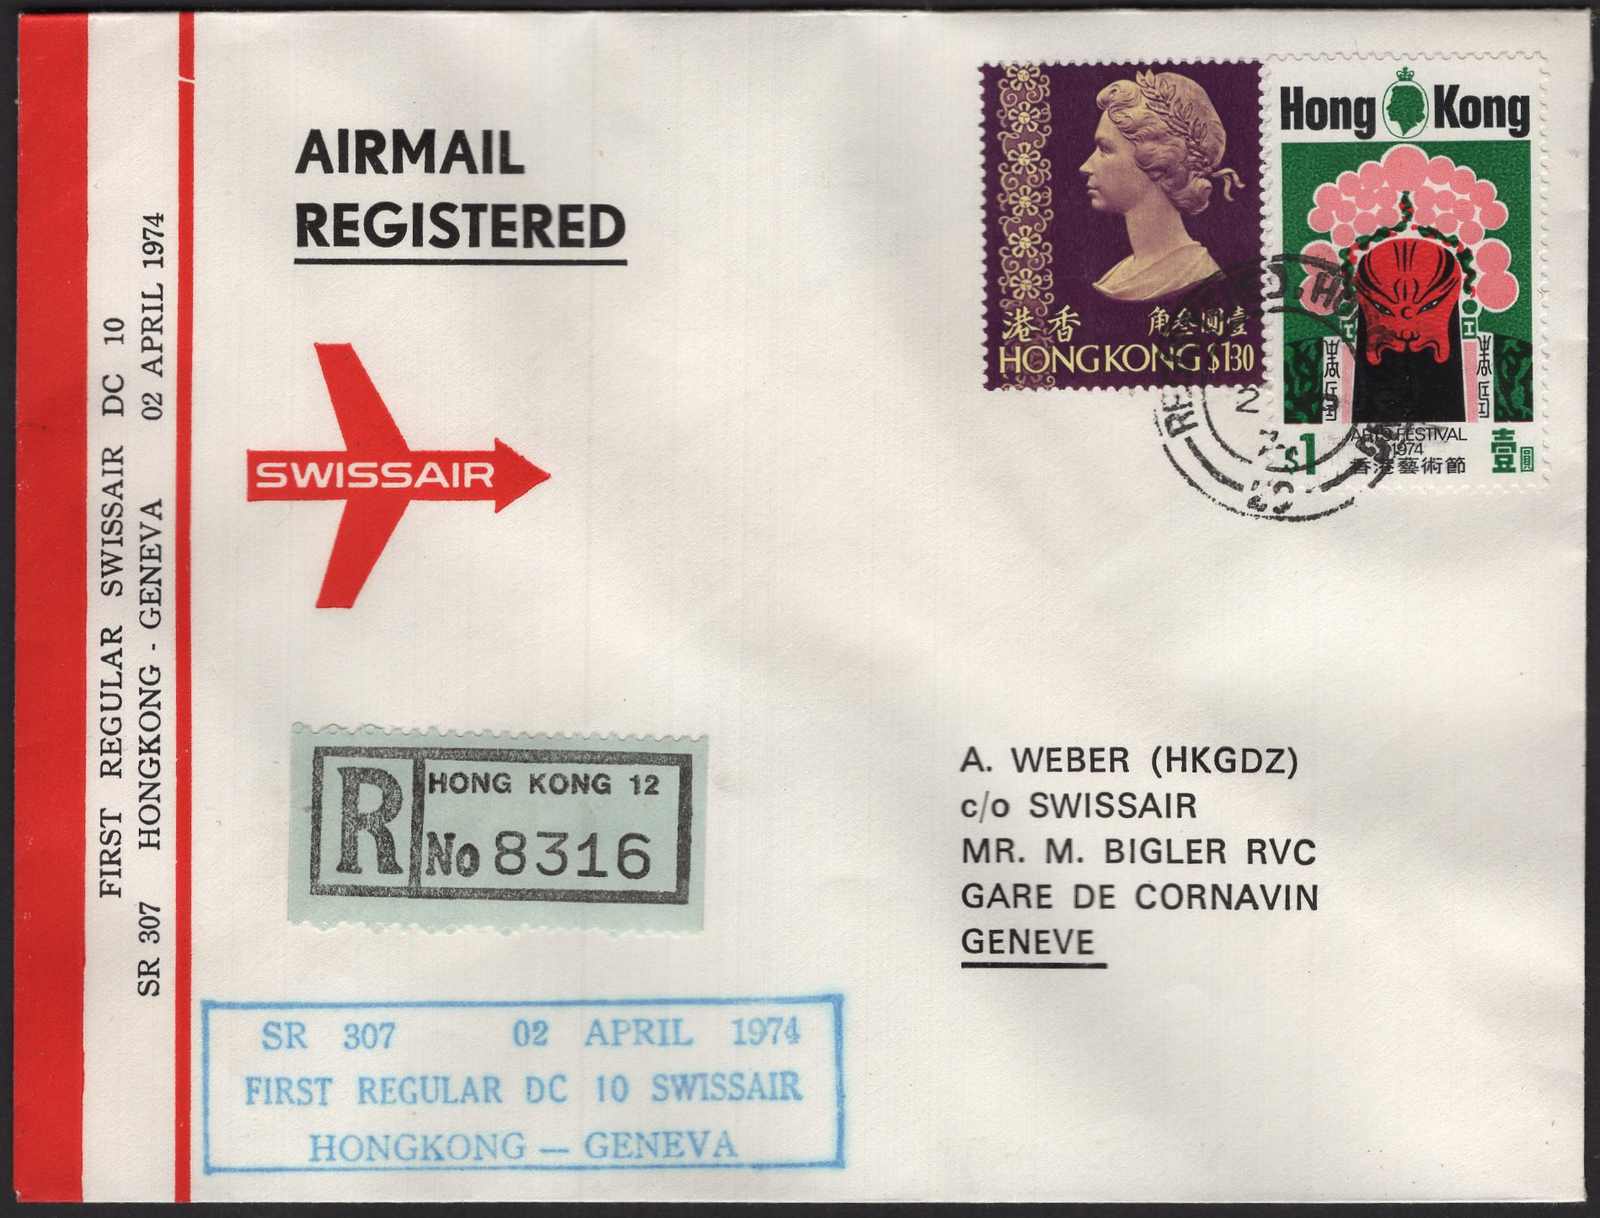 FIRST REGULAR SWISSAIR DC 10
SR 307 HONGKONG - GENEVA 02 APRIL 1974
AIRMAIL
REGISTERED
SWISSAIR
香港 壹圓叁角
HONG KONG $1.30
Hong Kong
$1
ARTS FESTIVAL
1974
香港藝術節
壹圓
R
HONG KONG 12
No 8316
A. WEBER (HKGDZ)
c/o SWISSAIR
MR. M. BIGLER RVC
GARE DE CORNAVIN
GENEVE
SR 307 02 APRIL 1974
FIRST REGULAR DC 10 SWISSAIR
HONGKONG — GENEVA